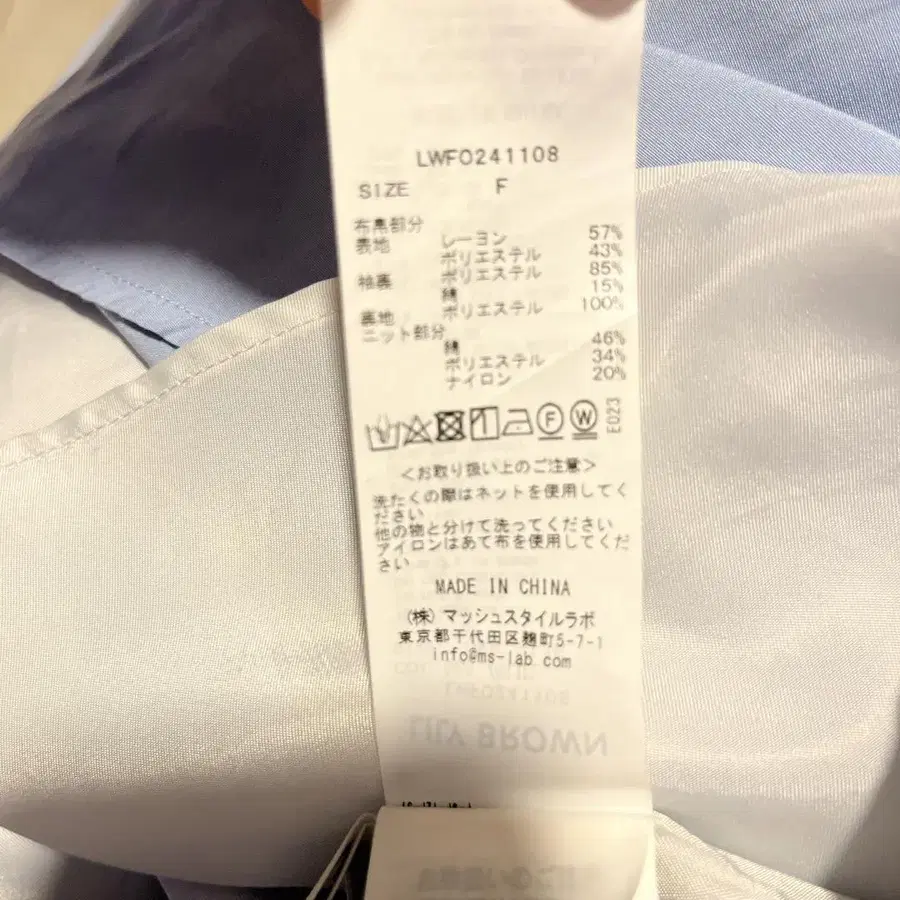 LWFO241108
SIZE F
布帛部分
表地 レーヨン 57%
ポリエステル 43%
袖裏 ポリエステル 85%
綿 15%
裏地 ポリエステル 100%
ニット部分
綿 46%
ポリエステル 34%
ナイロン 20%
F W E023
<お取り扱い上のご注意>
洗たくの際はネットを使用してく
ださい
他の物と分けて洗ってください
アイロンはあて布を使用してくだ
さい
MADE IN CHINA
(株) マッシュスタイルラボ
東京都千代田区麹町5-7-1
info@ms-lab.com
LWFO241108
LILY BROWN